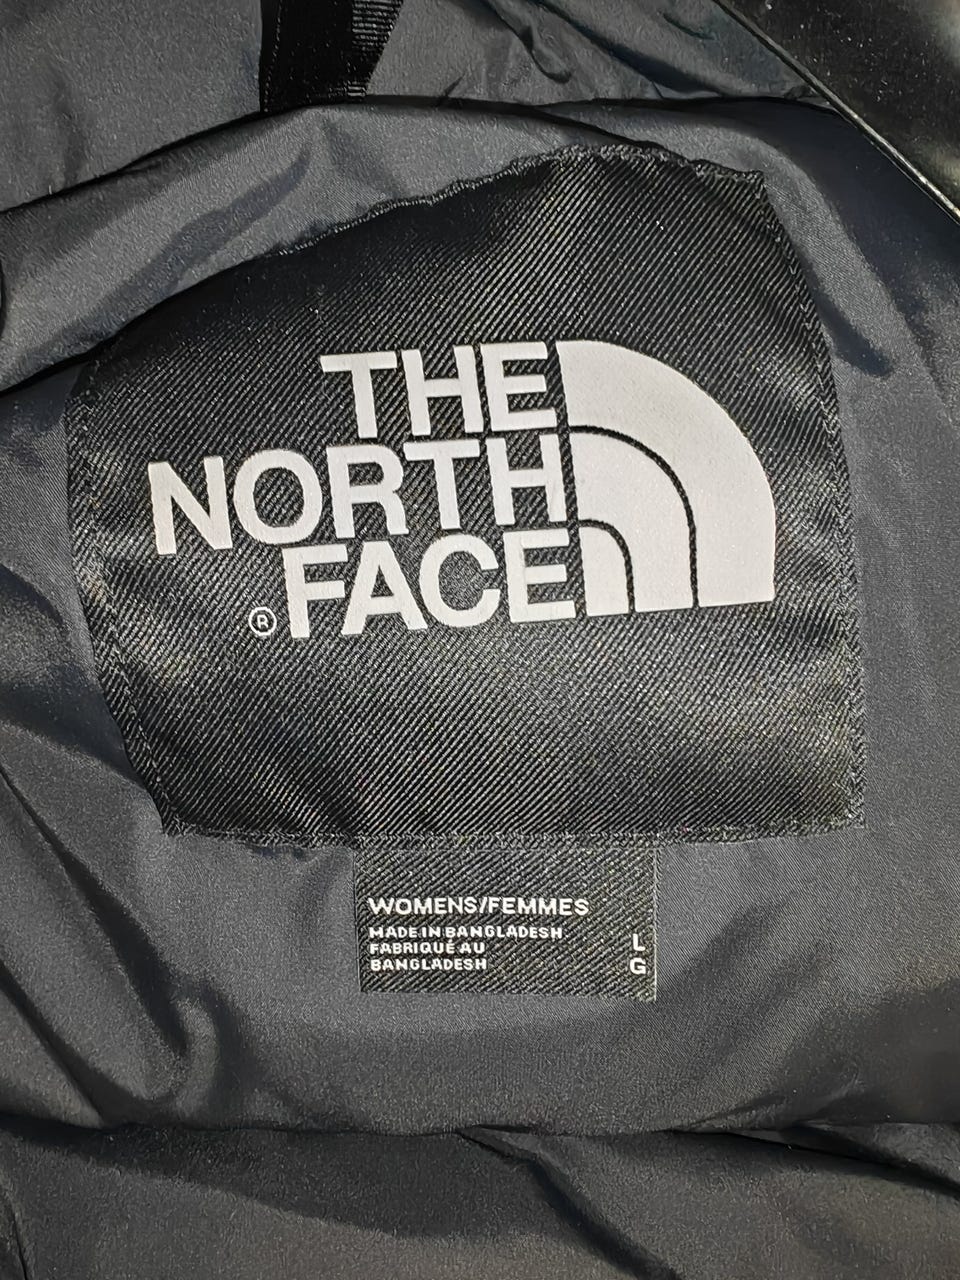 THE
NORTH
FACE
®
WOMENS/FEMMES
MADE IN BANGLADESH
FABRIQUÉ AU
BANGLADESH
L
G